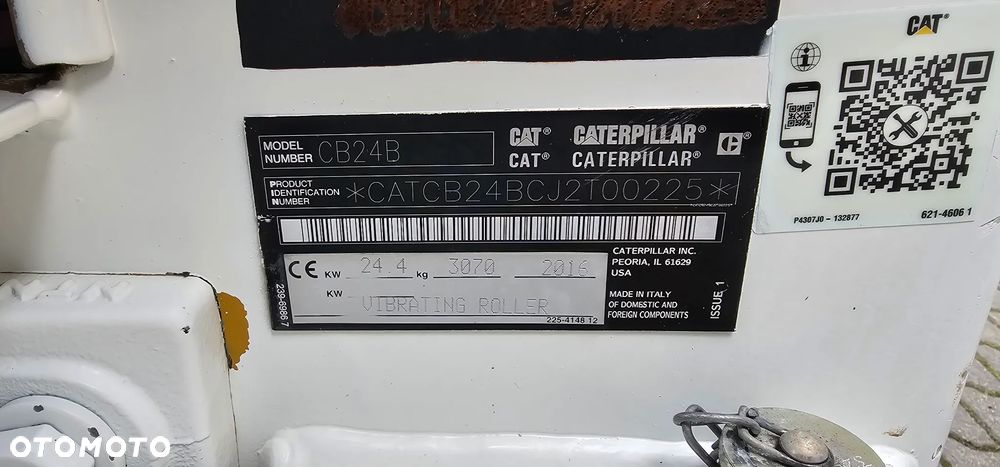 MODEL NUMBER CB24B
CAT® CATERPILLAR®
CAT® CATERPILLAR®
PRODUCT IDENTIFICATION NUMBER *CATCB24BCJ2T00225*
CE KW 24.4 kg 3070 2016
KW
VIBRATING ROLLER
225-4148 12
239-6986 7
CATERPILLAR INC.
PEORIA, IL 61629
USA
MADE IN ITALY
OF DOMESTIC AND
FOREIGN COMPONENTS
ISSUE 1
CAT®
P4307J0 - 132877
621-4606 1
OTOMOTO